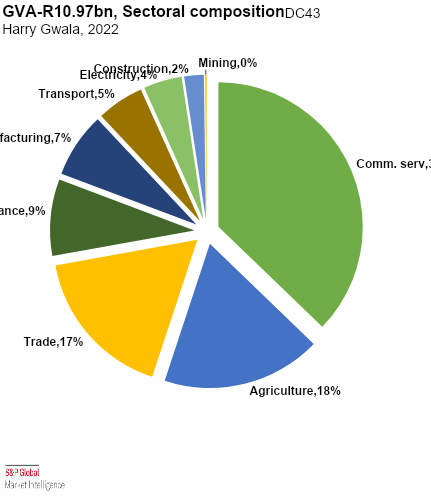 GVA-R10.97bn, Sectoral composition DC43
Harry Gwala, 2022
Mining,0%
Construction,2%
Electricity,4%
Transport,5%
facturing,7%
Comm. serv,3
ance,9%
Trade,17%
Agriculture,18%
S&P Global
Market Intelligence